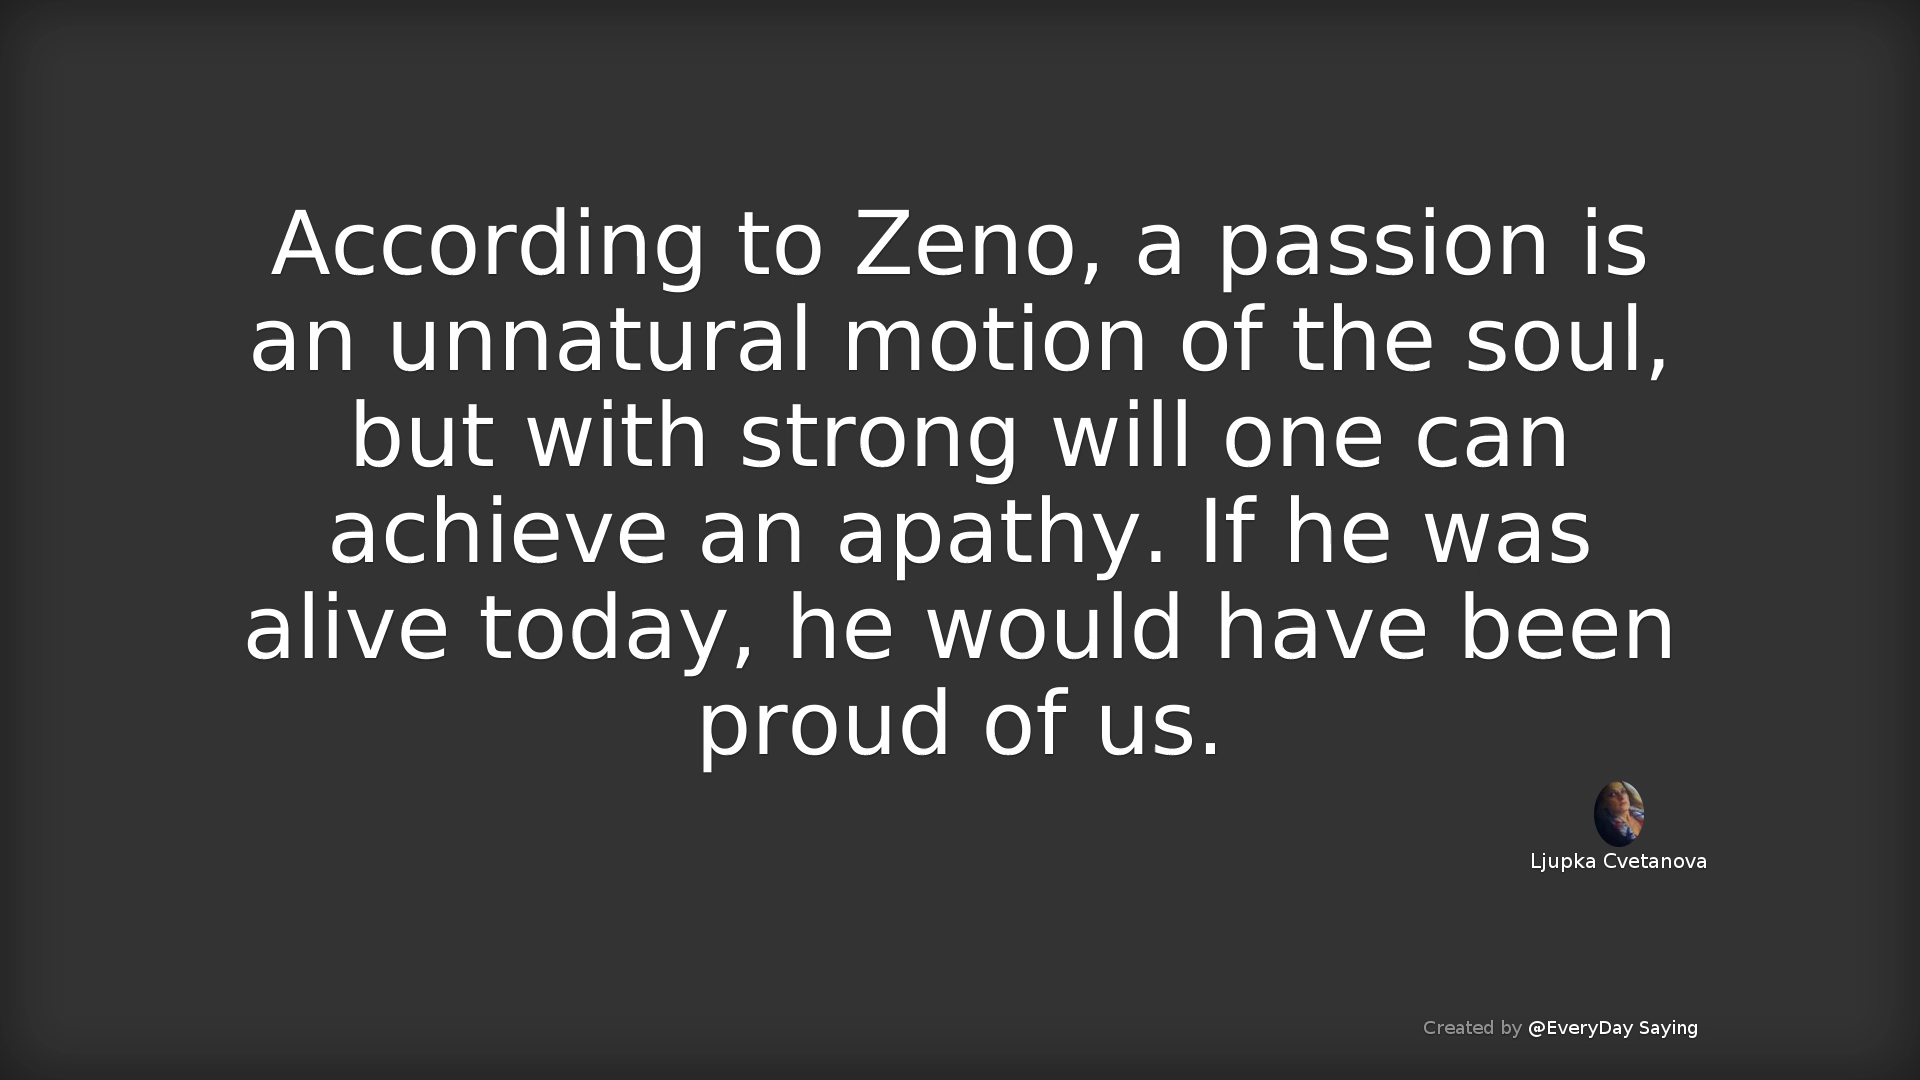 According to Zeno, a passion is
an unnatural motion of the soul,
but with strong will one can
achieve an apathy. If he was
alive today, he would have been
proud of us.
Ljupka Cvetanova
Created by @EveryDay Saying